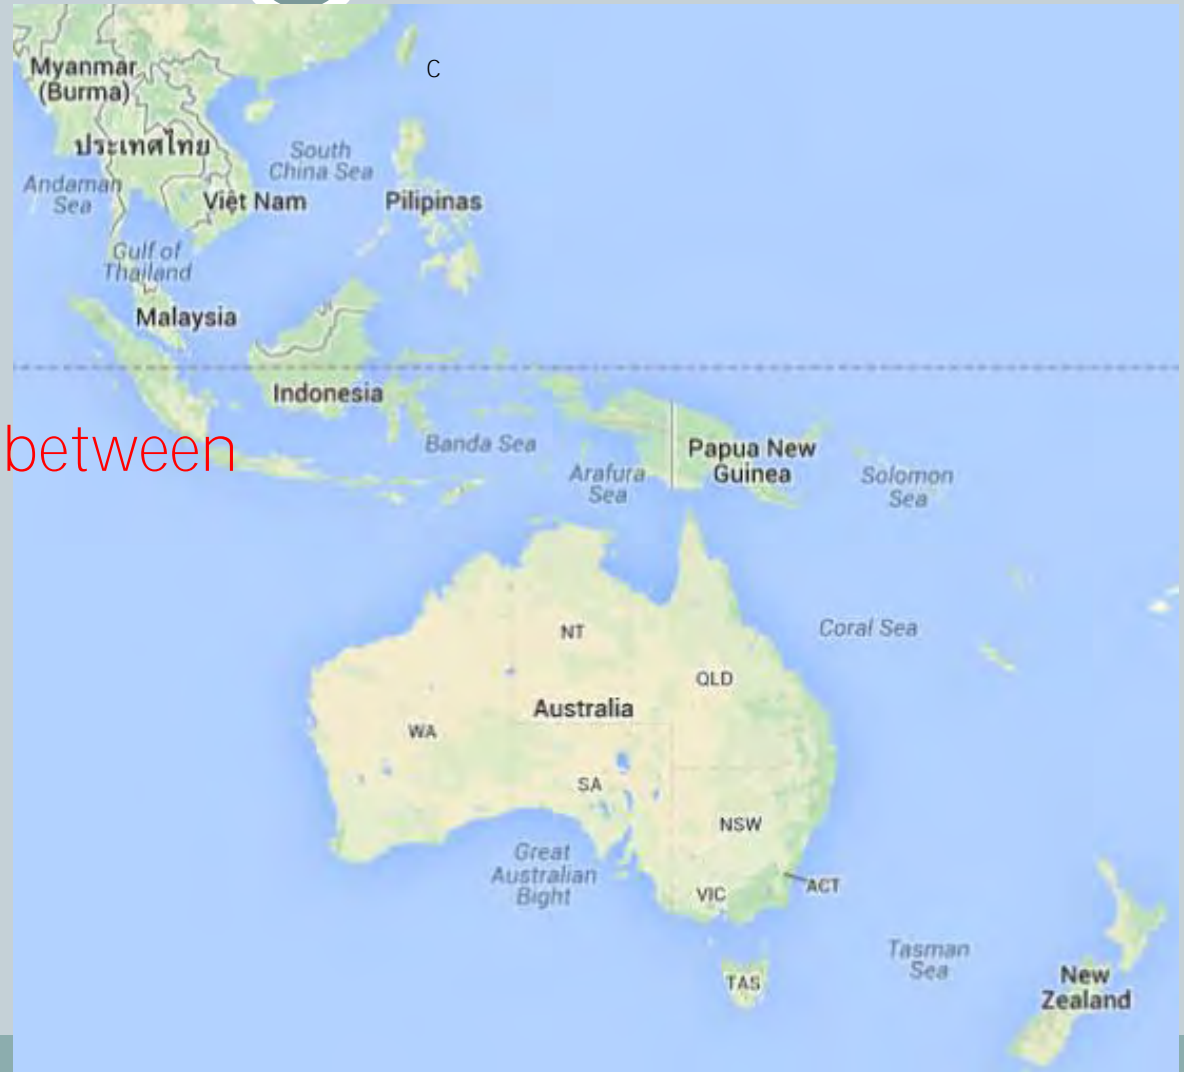 C
Myanmar
(Burma)
ประเทศไทย
South
China Sea
Andaman
Sea
Việt Nam
Pilipinas
Gulf of
Thailand
Malaysia
Indonesia
between
Banda Sea
Papua New
Guinea
Arafura
Sea
Solomon
Sea
NT
Coral Sea
QLD
Australia
WA
SA
NSW
Great
Australian
Bight
VIC
ACT
Tasman
Sea
TAS
New
Zealand